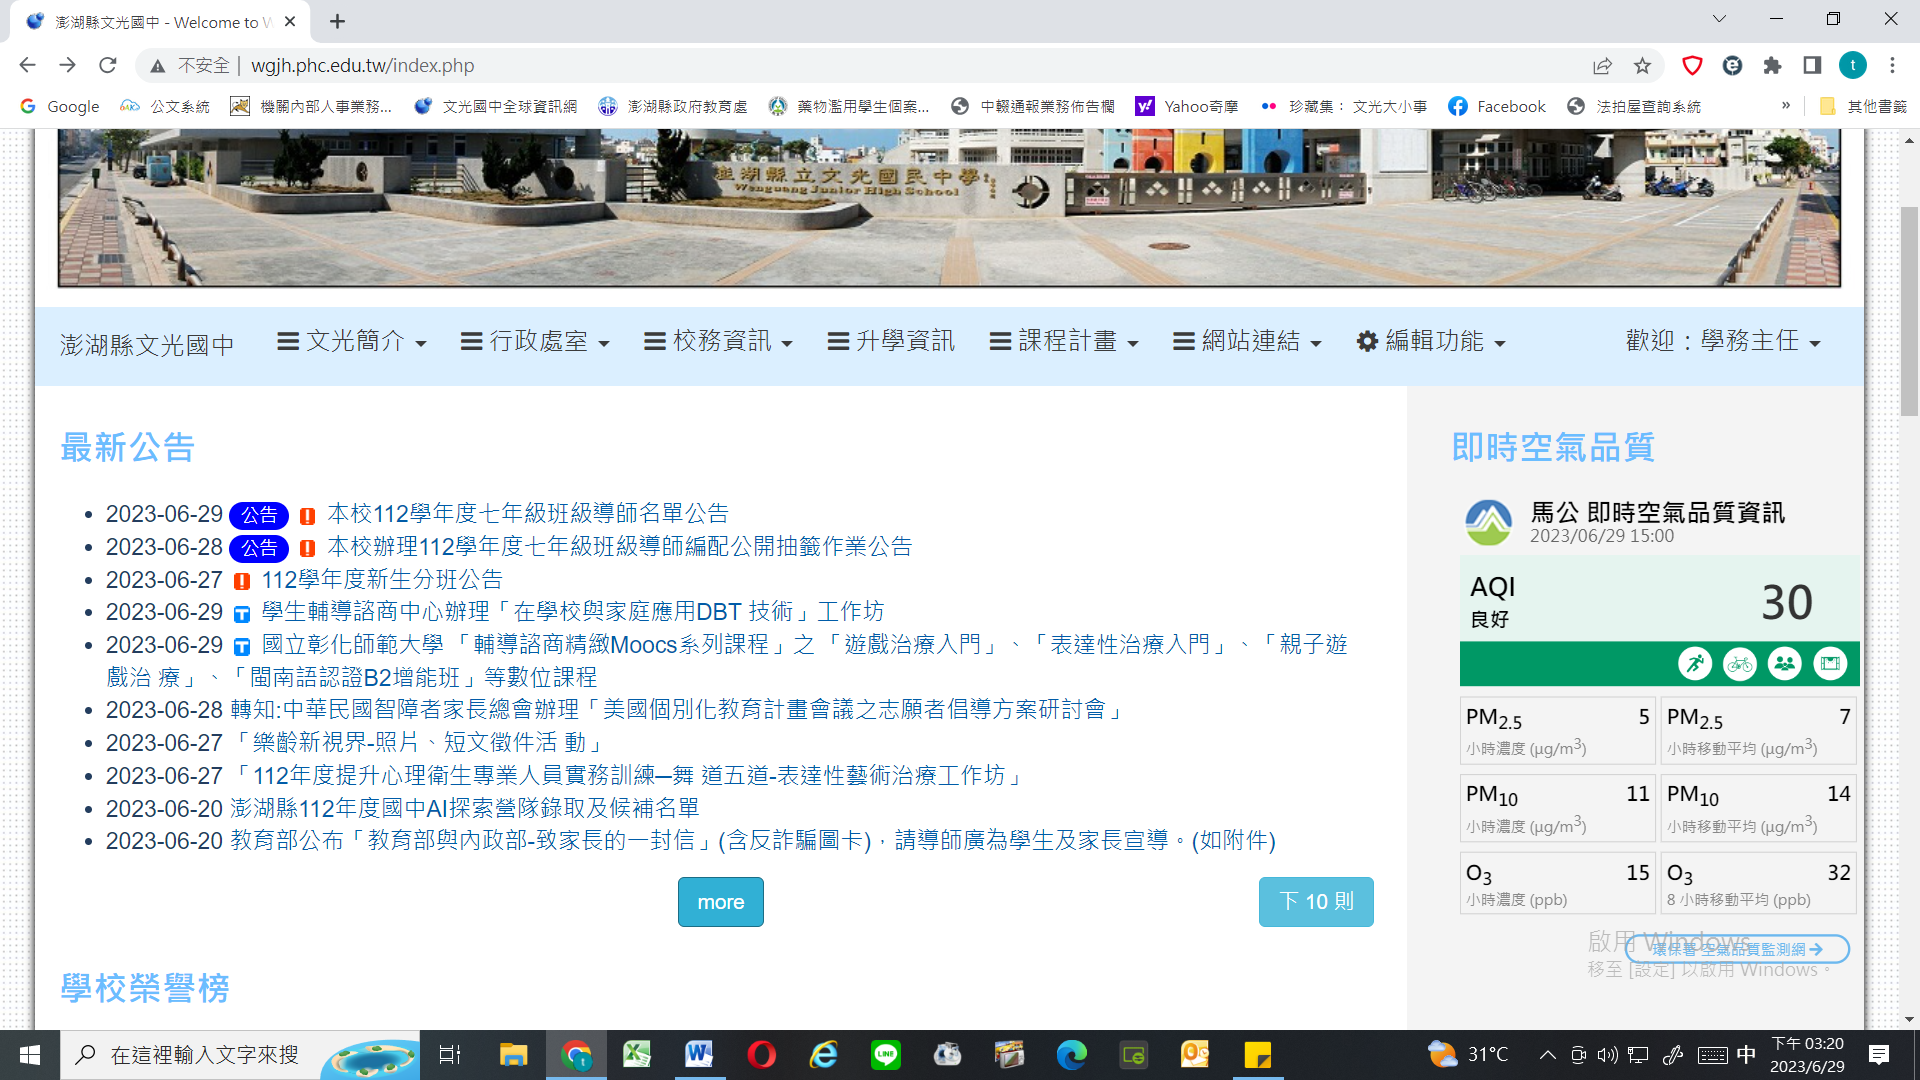 澎湖縣文光國中 - Welcome to W
不安全 | wgjh.phc.edu.tw/index.php
t
Google 公文系統 機關內部人事業務... 文光國中全球資訊網 澎湖縣政府教育處 藥物濫用學生個案... 中輟通報業務佈告欄 Yahoo奇摩 珍藏集： 文光大小事 Facebook 法拍屋查詢系統 » 其他書籤
澎湖縣立文光國民中學
Wenguang Junior High School
澎湖縣文光國中 文光簡介 行政處室 校務資訊 升學資訊 課程計畫 網站連結 編輯功能 歡迎：學務主任
最新公告
2023-06-29 公告 本校112學年度七年級班級導師名單公告
2023-06-28 公告 本校辦理112學年度七年級班級導師編配公開抽籤作業公告
2023-06-27 112學年度新生分班公告
2023-06-29 學生輔導諮商中心辦理「在學校與家庭應用DBT 技術」工作坊
2023-06-29 國立彰化師範大學 「輔導諮商精緻Moocs系列課程」之 「遊戲治療入門」、「表達性治療入門」、「親子遊
戲治 療」、「閩南語認證B2增能班」等數位課程
2023-06-28 轉知:中華民國智障者家長總會辦理「美國個別化教育計畫會議之志願者倡導方案研討會」
2023-06-27 「樂齡新視界-照片、短文徵件活 動」
2023-06-27 「112年度提升心理衛生專業人員實務訓練—舞 道五道-表達性藝術治療工作坊」
2023-06-20 澎湖縣112年度國中AI探索營隊錄取及候補名單
2023-06-20 教育部公布「教育部與內政部-致家長的一封信」(含反詐騙圖卡)，請導師廣為學生及家長宣導。(如附件)
more
下 10 則
學校榮譽榜
即時空氣品質
馬公 即時空氣品質資訊
2023/06/29 15:00
AQI
良好
30
PM2.5 5
小時濃度 (μg/m3)
PM2.5 7
小時移動平均 (μg/m3)
PM10 11
小時濃度 (μg/m3)
PM10 14
小時移動平均 (μg/m3)
O3 15
小時濃度 (ppb)
O3 32
8 小時移動平均 (ppb)
環保署 空氣品質監測網
啟用 Windows
移至 [設定] 以啟用 Windows。
在這裡輸入文字來搜
31°C
中
下午 03:20
2023/6/29